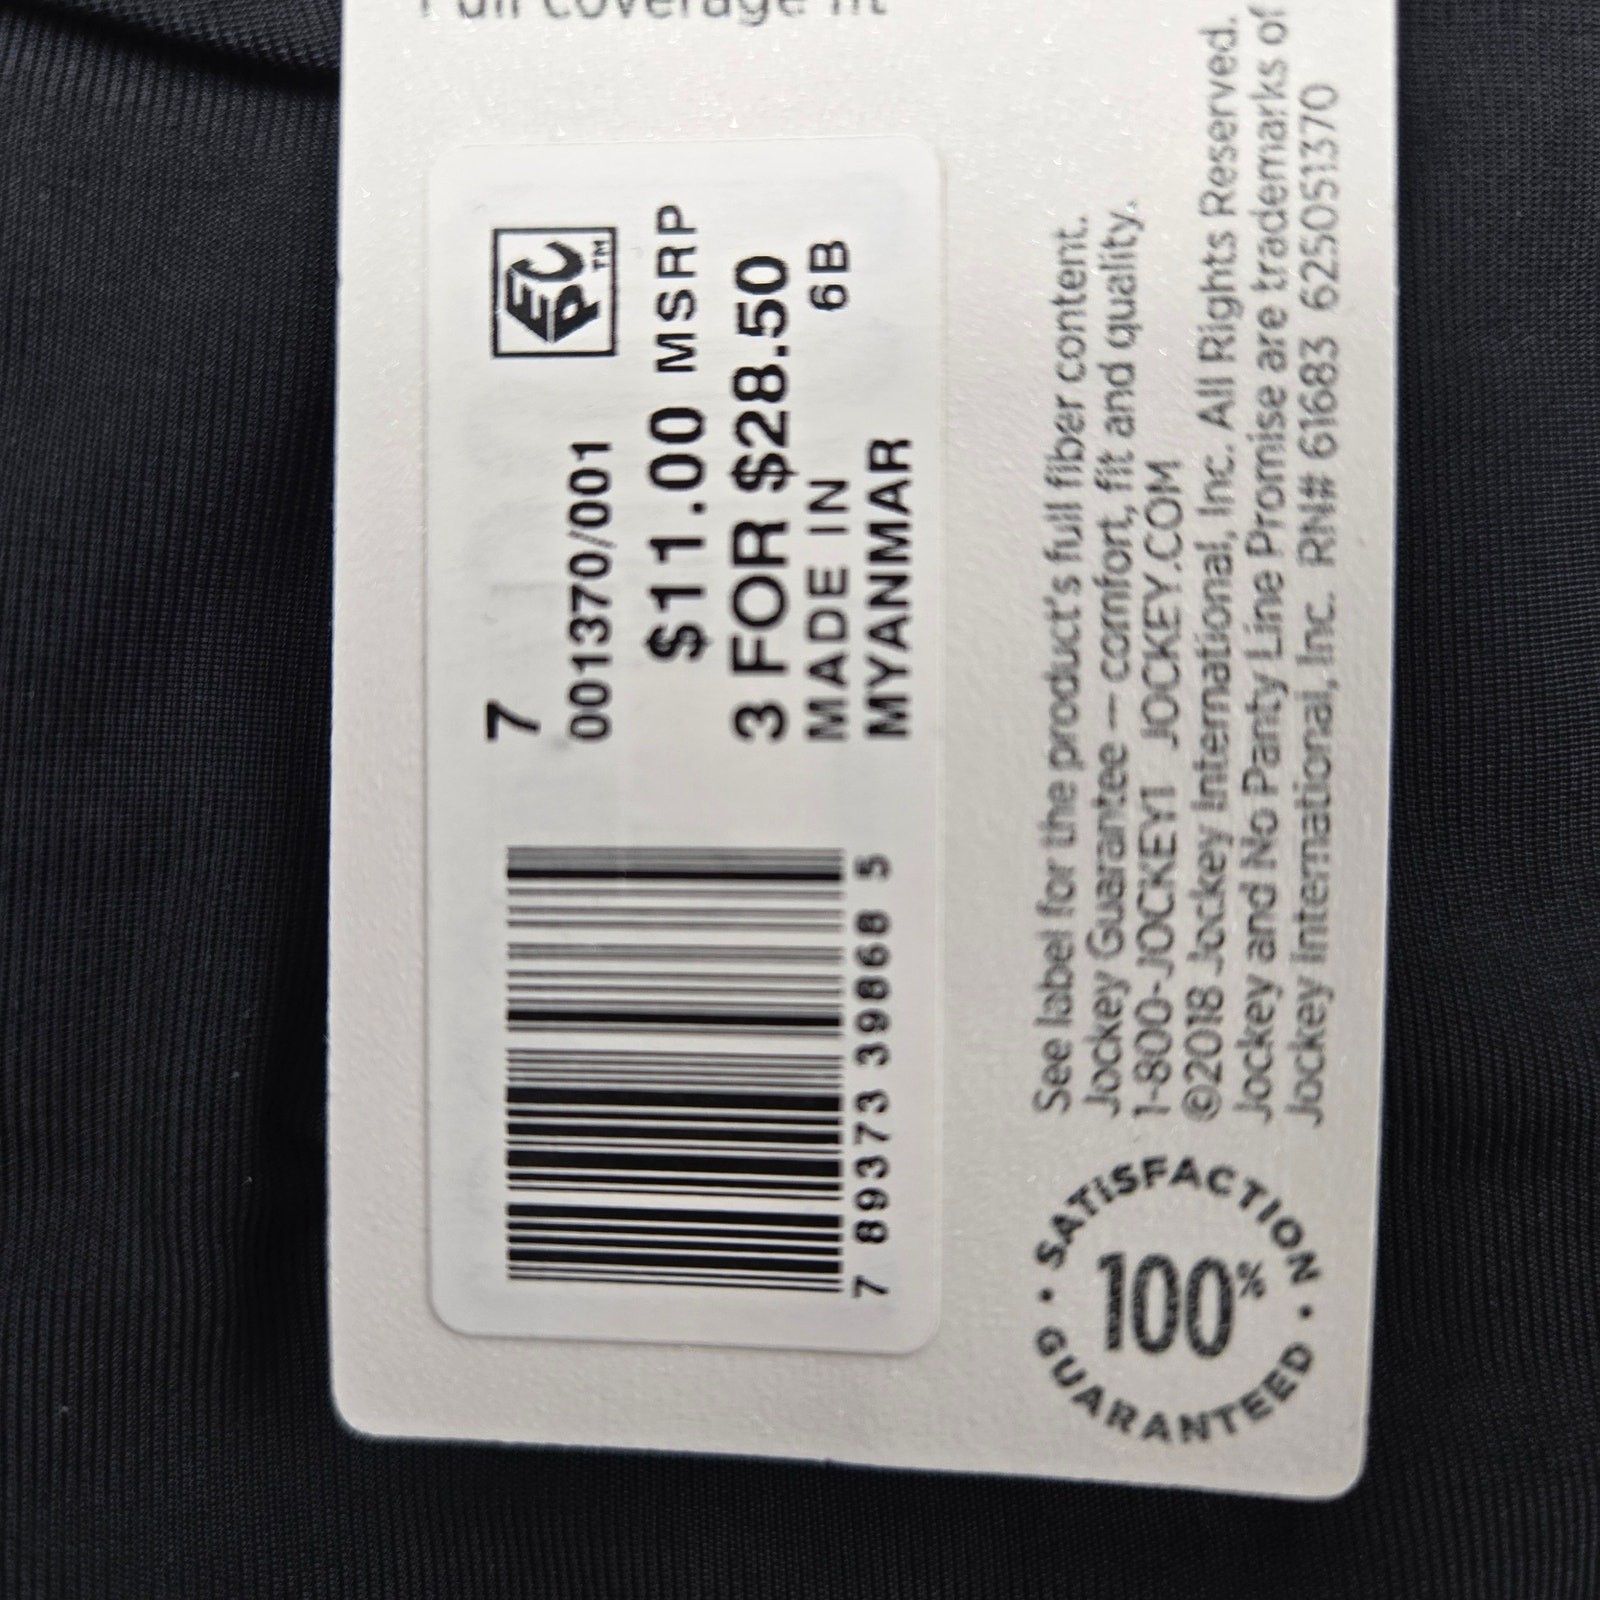 Full coverage fit
7
EPC™
001370/001
$11.00 MSRP
3 FOR $28.50
MADE IN 6B
MYANMAR
7 89373 39868 5
See label for the product's full fiber content.
Jockey Guarantee – comfort, fit and quality.
1-800-JOCKEY1 JOCKEY.COM
©2018 Jockey International, Inc. All Rights Reserved.
Jockey and No Panty Line Promise are trademarks of
Jockey International, Inc. RN# 61683 625051370
• SATISFACTION •
100%
GUARANTEED